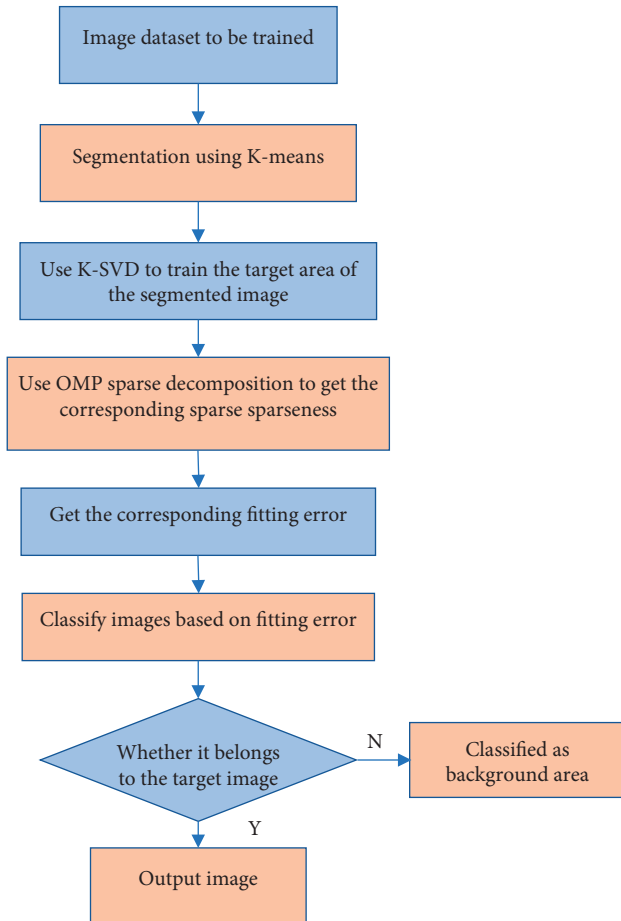 Image dataset to be trained
Segmentation using K-means
Use K-SVD to train the target area of
the segmented image
Use OMP sparse decomposition to get the
corresponding sparse sparseness
Get the corresponding fitting error
Classify images based on fitting error
Whether it belongs
to the target image
N
Classified as
background area
Y
Output image